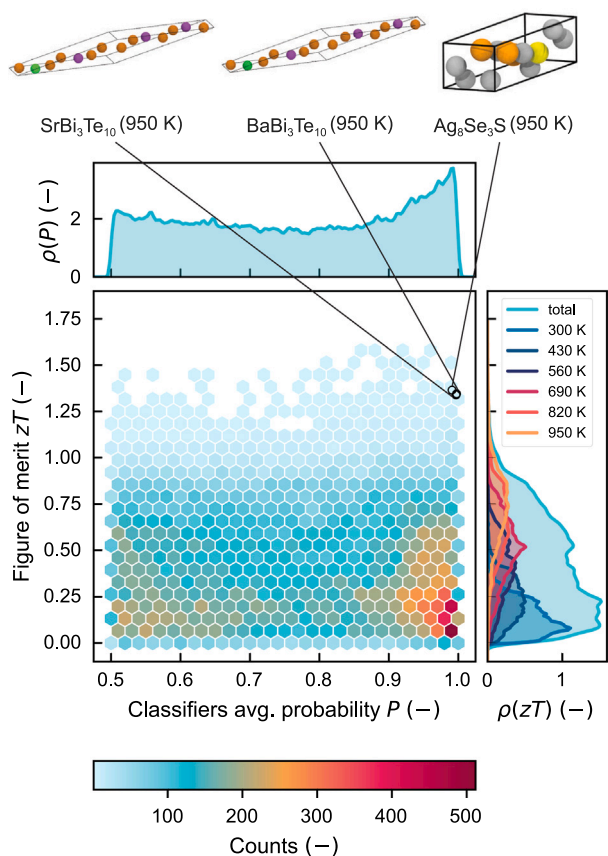 SrBi₃Te₁₀ (950 K) BaBi₃Te₁₀ (950 K) Ag₈Se₃S (950 K)
ρ(P) (−)
2
0
Figure of merit zT (−)
1.75
1.50
1.25
1.00
0.75
0.50
0.25
0.00
0.5 0.6 0.7 0.8 0.9 1.0
Classifiers avg. probability P (−)
total
300 K
430 K
560 K
690 K
820 K
950 K
0 1
ρ(zT) (−)
100 200 300 400 500
Counts (−)